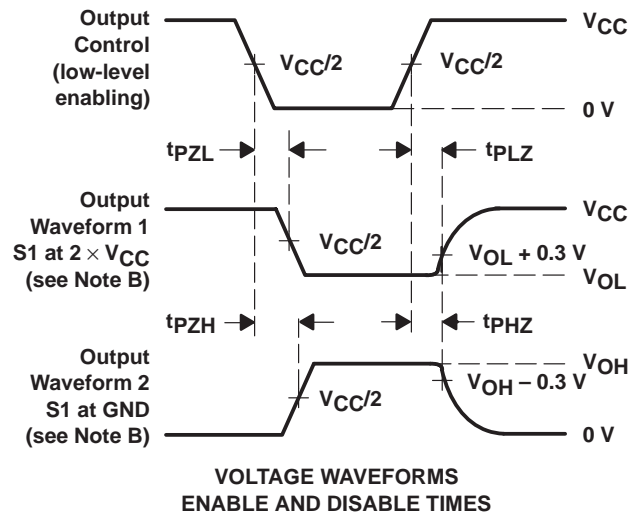 Output
Control
(low-level
enabling)
VCC/2
VCC/2
VCC
0 V
tPZL
tPLZ
Output
Waveform 1
S1 at 2 × VCC
(see Note B)
VCC/2
VCC
VOL + 0.3 V
VOL
tPZH
tPHZ
Output
Waveform 2
S1 at GND
(see Note B)
VCC/2
VOH
VOH – 0.3 V
0 V
VOLTAGE WAVEFORMS
ENABLE AND DISABLE TIMES